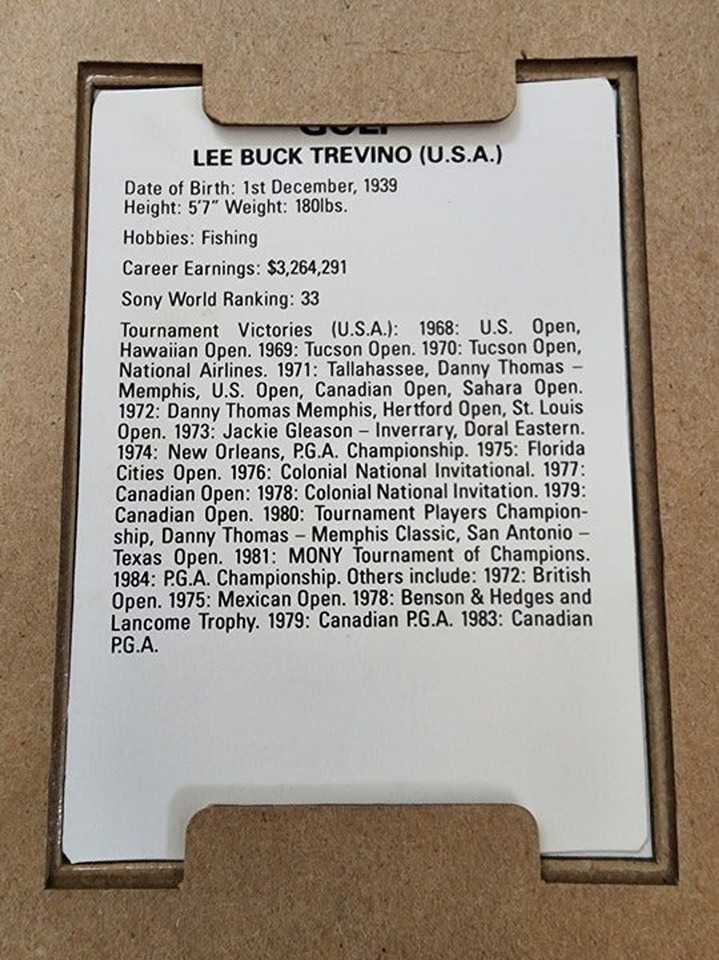 GOLF
LEE BUCK TREVINO (U.S.A.)
Date of Birth: 1st December, 1939
Height: 5'7" Weight: 180lbs.
Hobbies: Fishing
Career Earnings: $3,264,291
Sony World Ranking: 33
Tournament Victories (U.S.A.): 1968: U.S. Open,
Hawaiian Open. 1969: Tucson Open. 1970: Tucson Open,
National Airlines. 1971: Tallahassee, Danny Thomas –
Memphis, U.S. Open, Canadian Open, Sahara Open.
1972: Danny Thomas Memphis, Hertford Open, St. Louis
Open. 1973: Jackie Gleason – Inverrary, Doral Eastern.
1974: New Orleans, P.G.A. Championship. 1975: Florida
Cities Open. 1976: Colonial National Invitational. 1977:
Canadian Open: 1978: Colonial National Invitation. 1979:
Canadian Open. 1980: Tournament Players Champion-
ship, Danny Thomas – Memphis Classic, San Antonio –
Texas Open. 1981: MONY Tournament of Champions.
1984: P.G.A. Championship. Others include: 1972: British
Open. 1975: Mexican Open. 1978: Benson & Hedges and
Lancome Trophy. 1979: Canadian P.G.A. 1983: Canadian
P.G.A.